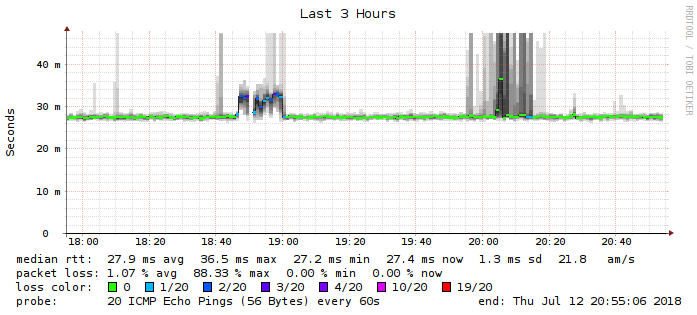 Last 3 Hours
RRDTOOL / TOBI OETIKER
Seconds
40 m
30 m
20 m
10 m
0
18:00 18:20 18:40 19:00 19:20 19:40 20:00 20:20 20:40
median rtt: 27.9 ms avg 36.5 ms max 27.2 ms min 27.4 ms now 1.3 ms sd 21.8 am/s
packet loss: 1.07 % avg 88.33 % max 0.00 % min 0.00 % now
loss color: 0 1/20 2/20 3/20 4/20 10/20 19/20
probe: 20 ICMP Echo Pings (56 Bytes) every 60s end: Thu Jul 12 20:55:06 2018